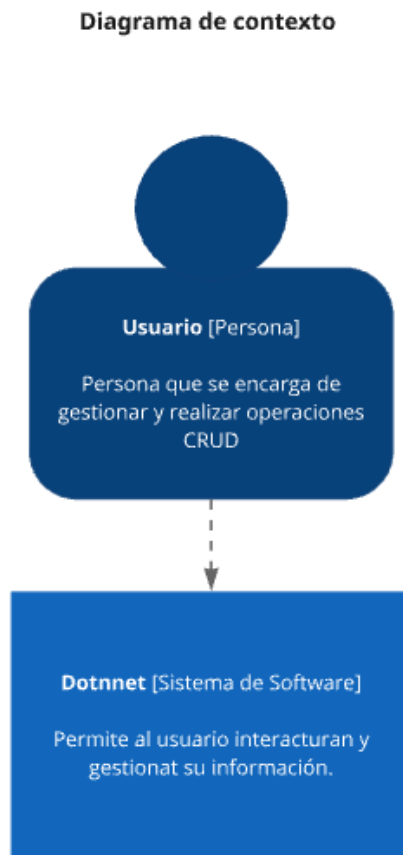 Diagrama de contexto
Usuario [Persona]
Persona que se encarga de
gestionar y realizar operaciones
CRUD
Dotnnet [Sistema de Software]
Permite al usuario interacturan y
gestionat su información.